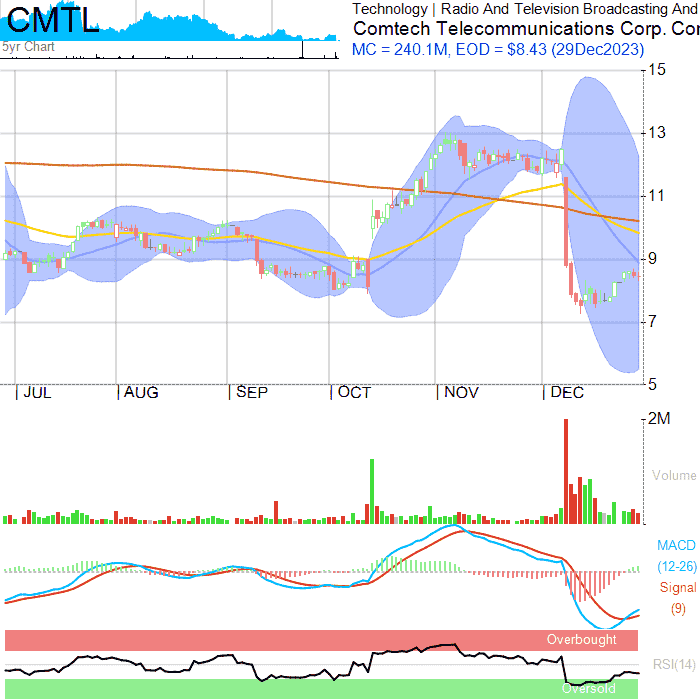 CMTL
5yr Chart
Technology | Radio And Television Broadcasting And
Comtech Telecommunications Corp. Cor
MC = 240.1M, EOD = $8.43 (29Dec2023)
15
13
11
9
7
5
JUL AUG SEP OCT NOV DEC
2M
Volume
MACD
(12-26)
Signal
(9)
Overbought
RSI(14)
Oversold